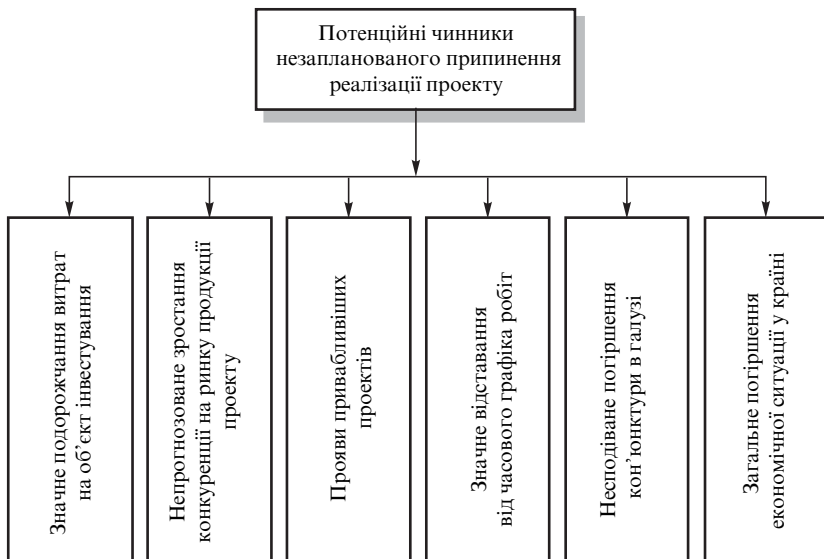 Потенційні чинники
незапланованого припинення
реалізації проекту
Значне подорожчання витрат
на об’єкт інвестування
Непрогнозоване зростання
конкуренції на ринку продукції
проекту
Прояви привабливіших
проектів
Значне відставання
від часового графіка робіт
Несподіване погіршення
кон’юнктури в галузі
Загальне погіршення
економічної ситуації у країні